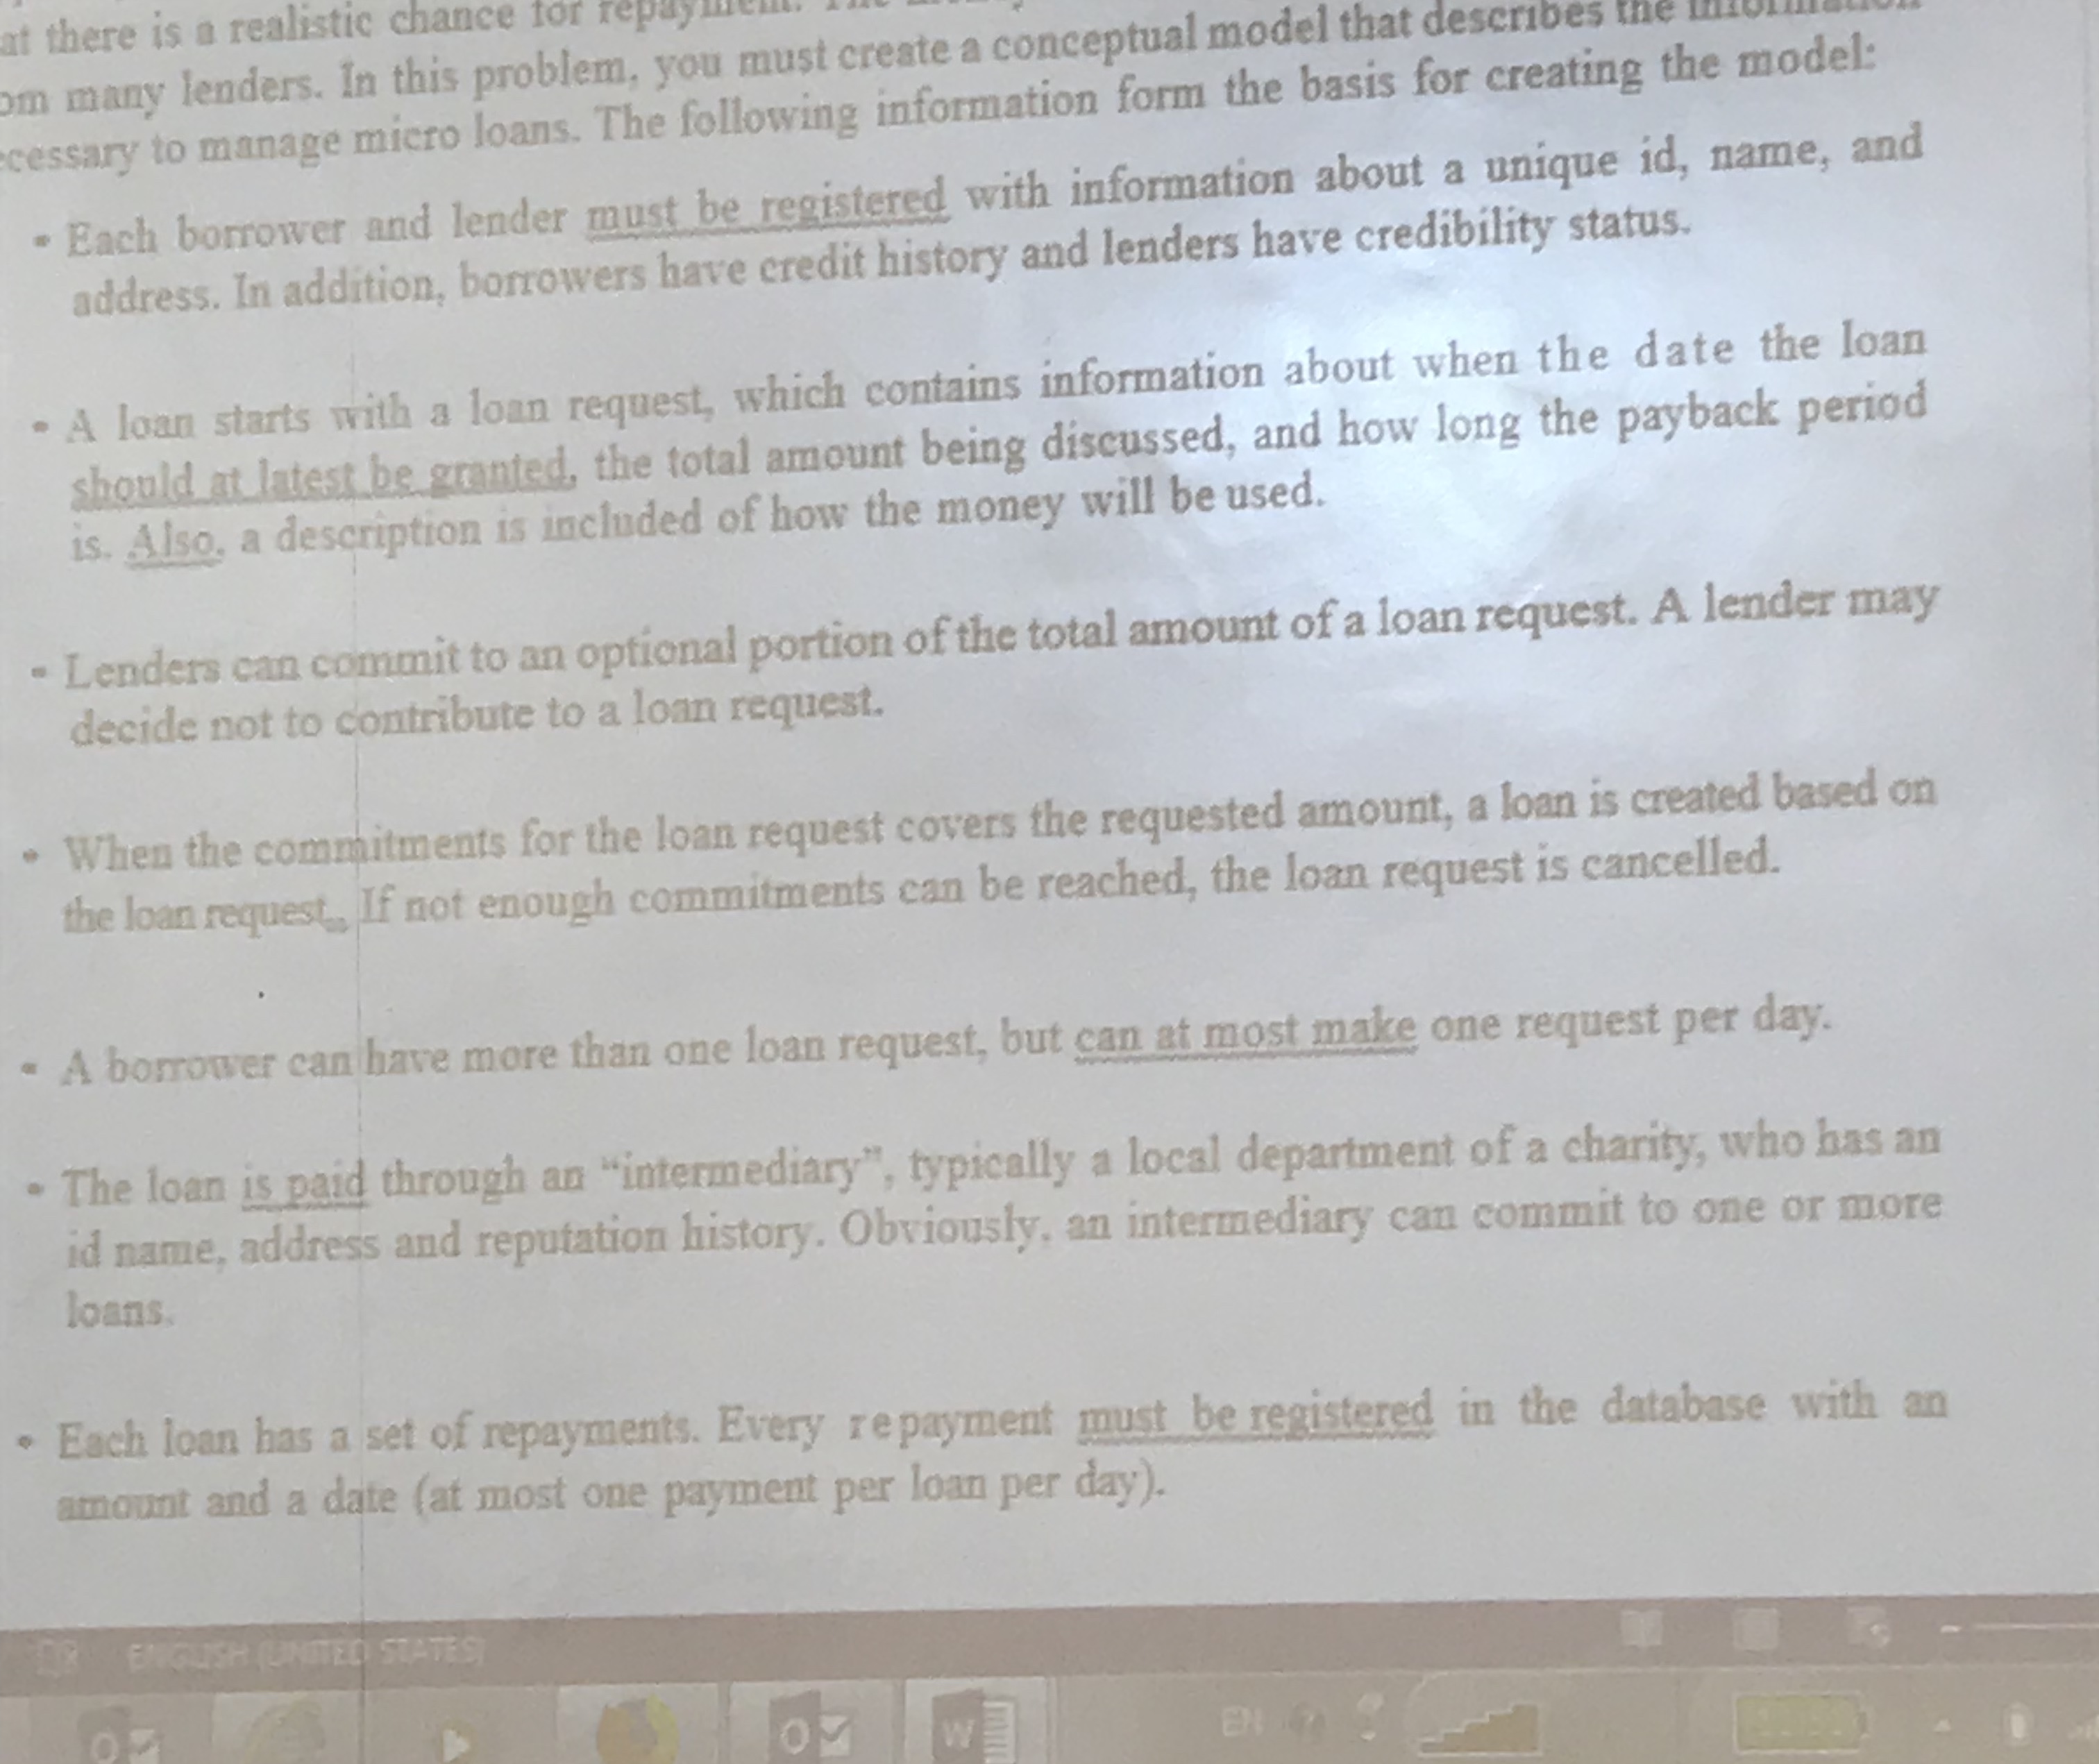 at there is a realistic chance for repayment.
om many lenders. In this problem, you must create a conceptual model that describes the information
cessary to manage micro loans. The following information form the basis for creating the model:
• Each borrower and lender must be registered with information about a unique id, name, and
address. In addition, borrowers have credit history and lenders have credibility status.
• A loan starts with a loan request, which contains information about when the date the loan
should at latest be granted, the total amount being discussed, and how long the payback period
is. Also, a description is included of how the money will be used.
• Lenders can commit to an optional portion of the total amount of a loan request. A lender may
decide not to contribute to a loan request.
• When the commitments for the loan request covers the requested amount, a loan is created based on
the loan request.. If not enough commitments can be reached, the loan request is cancelled.
• A borrower can have more than one loan request, but can at most make one request per day.
• The loan is paid through an “intermediary”, typically a local department of a charity, who has an
id name, address and reputation history. Obviously, an intermediary can commit to one or more
loans.
• Each loan has a set of repayments. Every repayment must be registered in the database with an
amount and a date (at most one payment per loan per day).
ENGLISH (UNITED STATES)
EN